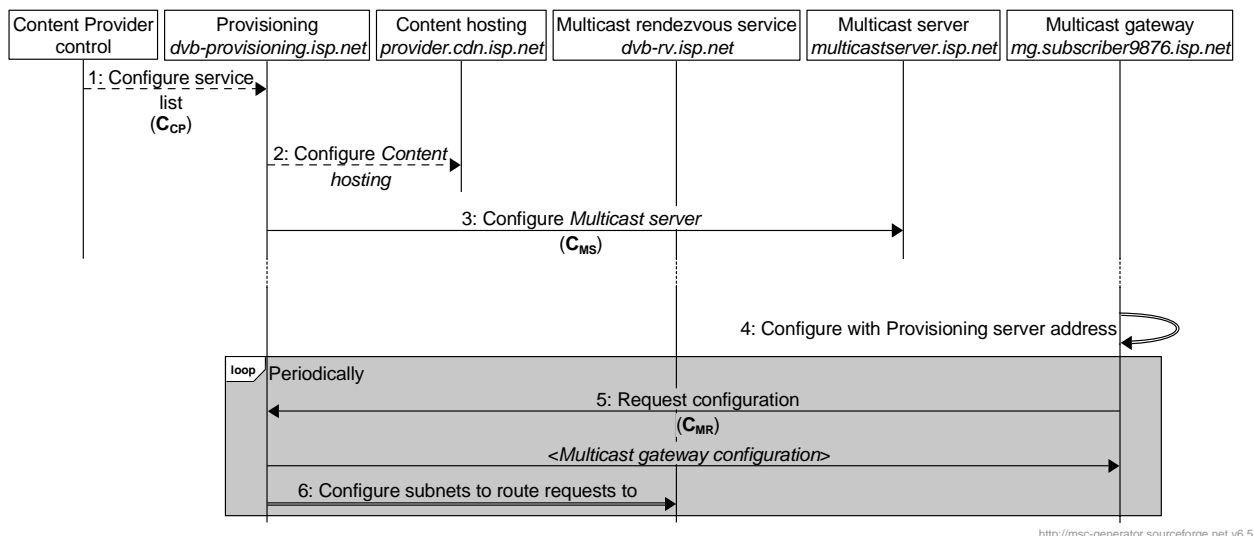 Content Provider
control
Provisioning
dvb-provisioning.isp.net
Content hosting
provider.cdn.isp.net
Multicast rendezvous service
dvb-rv.isp.net
Multicast server
multicastserver.isp.net
Multicast gateway
mg.subscriber9876.isp.net
1: Configure service
list
(CCP)
2: Configure Content
hosting
3: Configure Multicast server
(CMS)
4: Configure with Provisioning server address
loop
Periodically
5: Request configuration
(CMR)
<Multicast gateway configuration>
6: Configure subnets to route requests to
http://msc-generator.sourceforge.net v6.5